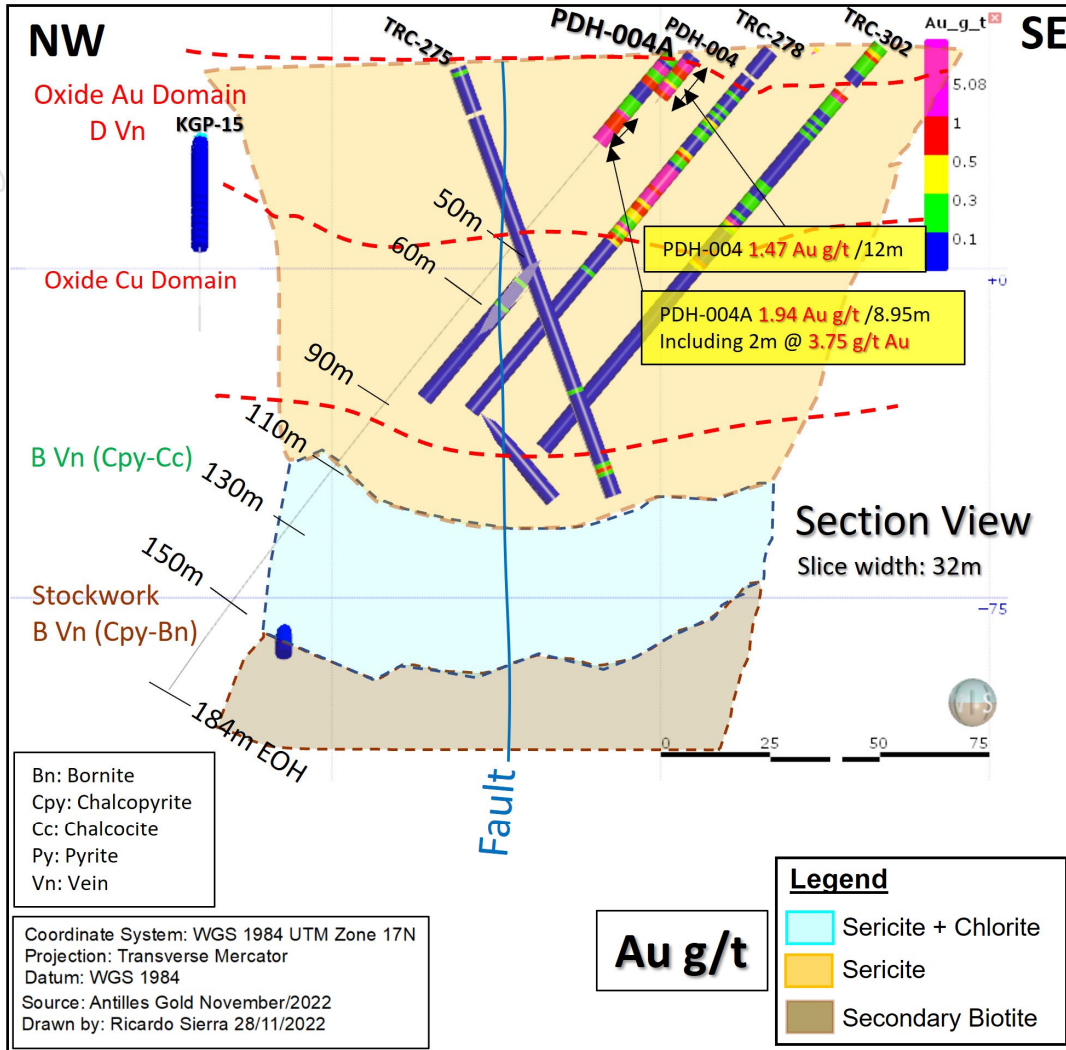 NW
SE
TRC-275
PDH-004A
PDH-004
TRC-278
TRC-302
Au_g_t
5.08
1
0.5
0.3
0.1
Oxide Au Domain
D Vn
KGP-15
50m
60m
PDH-004 1.47 Au g/t /12m
Oxide Cu Domain
+0
PDH-004A 1.94 Au g/t /8.95m
Including 2m @ 3.75 g/t Au
90m
110m
B Vn (Cpy-Cc)
130m
Section View
Slice width: 32m
150m
Stockwork
B Vn (Cpy-Bn)
-75
184m EOH
0
25
50
75
Fault
Bn: Bornite
Cpy: Chalcopyrite
Cc: Chalcocite
Py: Pyrite
Vn: Vein
Coordinate System: WGS 1984 UTM Zone 17N
Projection: Transverse Mercator
Datum: WGS 1984
Source: Antilles Gold November/2022
Drawn by: Ricardo Sierra 28/11/2022
Au g/t
Legend
Sericite + Chlorite
Sericite
Secondary Biotite